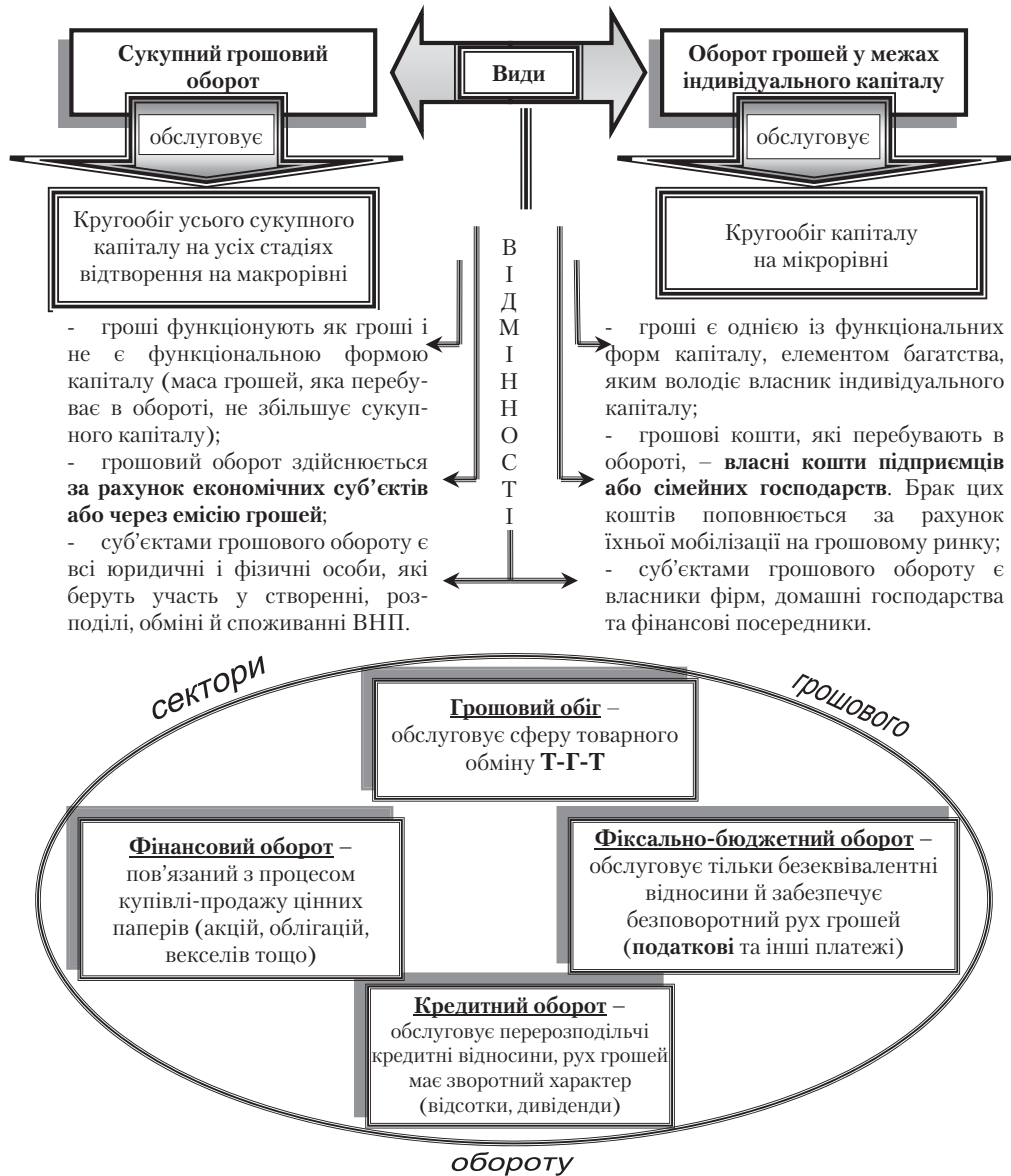 Сукупний грошовий
оборот
Види
Оборот грошей у межах
індивідуального капіталу
обслуговує
обслуговує
Кругообіг усього сукупного
капіталу на усіх стадіях
відтворення на макрорівні
Кругообіг капіталу
на мікрорівні
В
І
Д
М
І
Н
Н
О
С
Т
І
- гроші функціонують як гроші і
не є функціональною формою
капіталу (маса грошей, яка перебу-
ває в обороті, не збільшує сукуп-
ного капіталу);
- грошовий оборот здійснюється
за рахунок економічних суб’єктів
або через емісію грошей;
- суб’єктами грошового обороту є
всі юридичні і фізичні особи, які
беруть участь у створенні, роз-
поділі, обміні й споживанні ВНП.
- гроші є однією із функціональних
форм капіталу, елементом багатства,
яким володіє власник індивідуального
капіталу;
- грошові кошти, які перебувають в
обороті, – власні кошти підприємців
або сімейних господарств. Брак цих
коштів поповнюється за рахунок
їхньої мобілізації на грошовому ринку;
- суб’єктами грошового обороту є
власники фірм, домашні господарства
та фінансові посередники.
сектори
грошового
Грошовий обіг –
обслуговує сферу товарного
обміну Т-Г-Т
Фінансовий оборот –
пов’язаний з процесом
купівлі-продажу цінних
паперів (акцій, облігацій,
векселів тощо)
Фіксально-бюджетний оборот –
обслуговує тільки безеквівалентні
відносини й забезпечує
безповоротний рух грошей
(податкові та інші платежі)
Кредитний оборот –
обслуговує перерозподільчі
кредитні відносини, рух грошей
має зворотний характер
(відсотки, дивіденди)
обороту